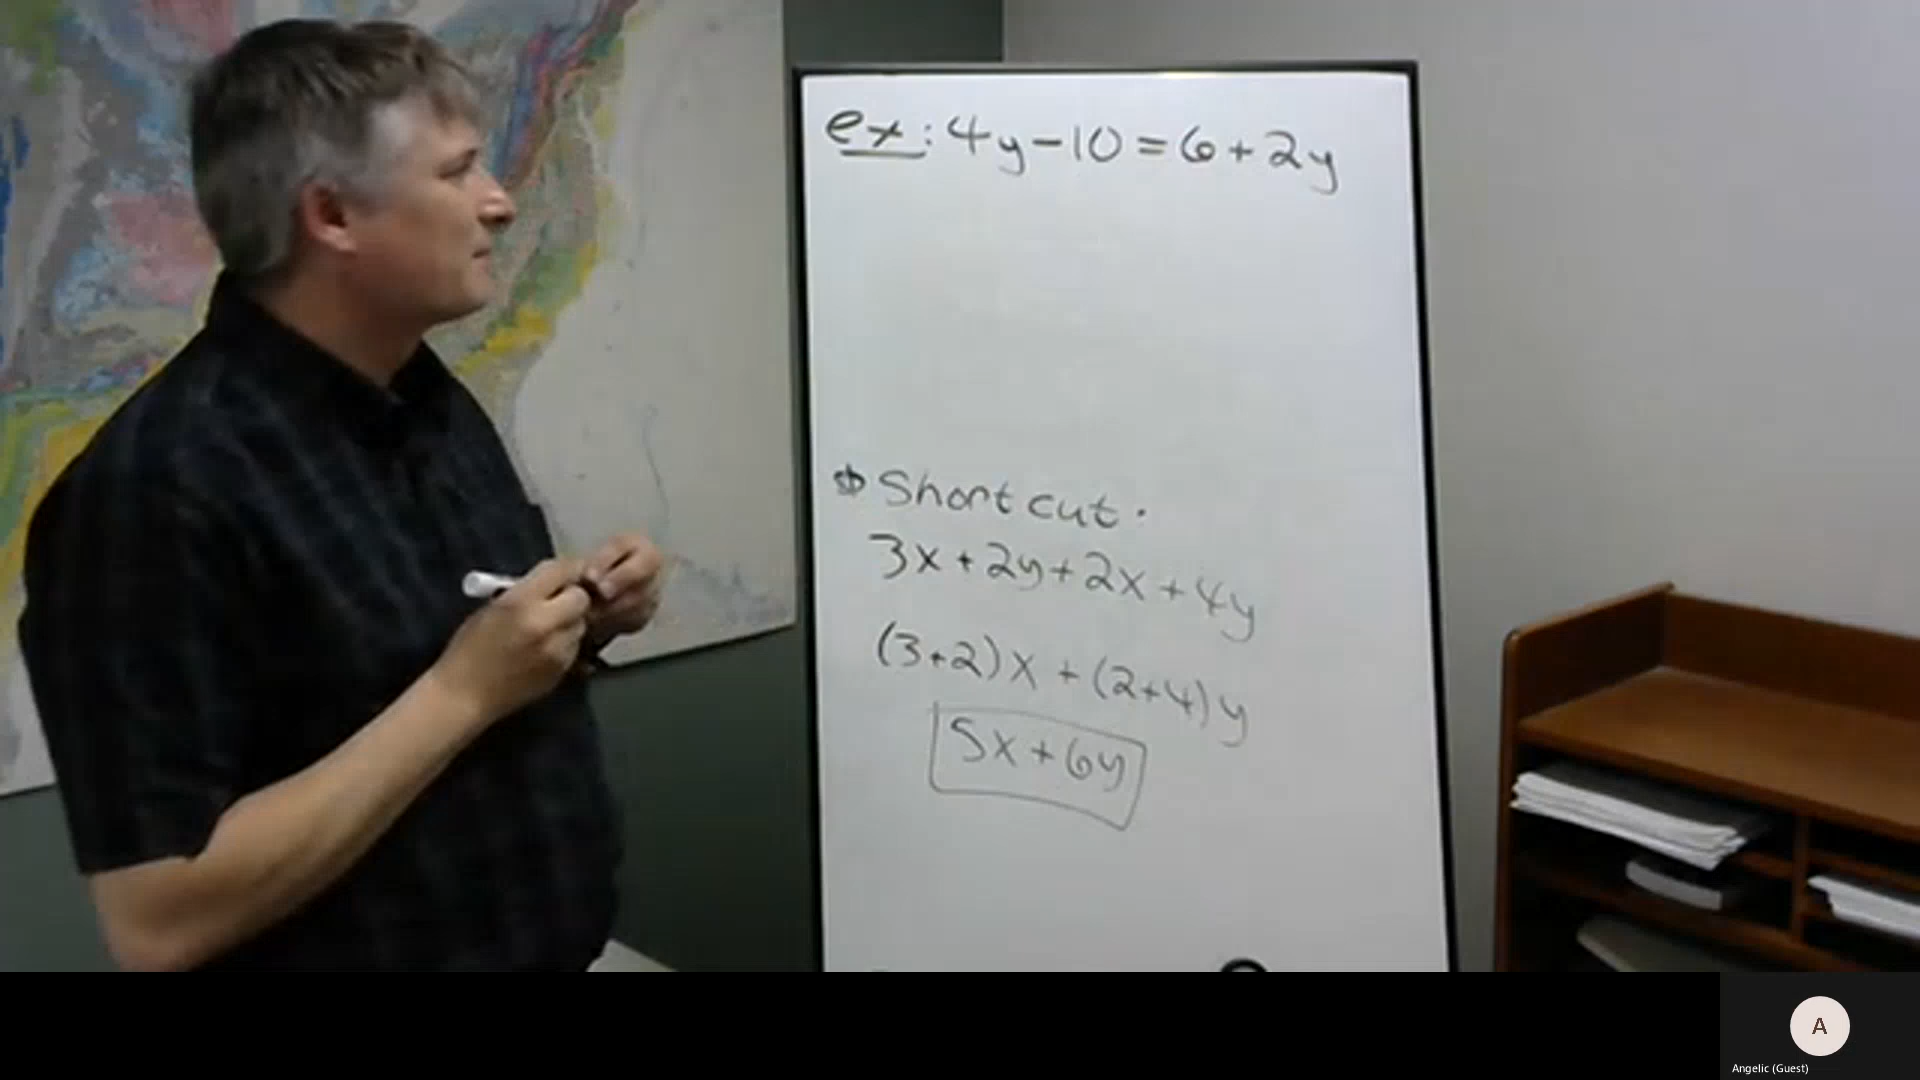 ex: 4y-10=6+2y
Shortcut.
3x+2y+2x+4y
(3+2)x+(2+4)y
5x+6y
A
Angelic (Guest)